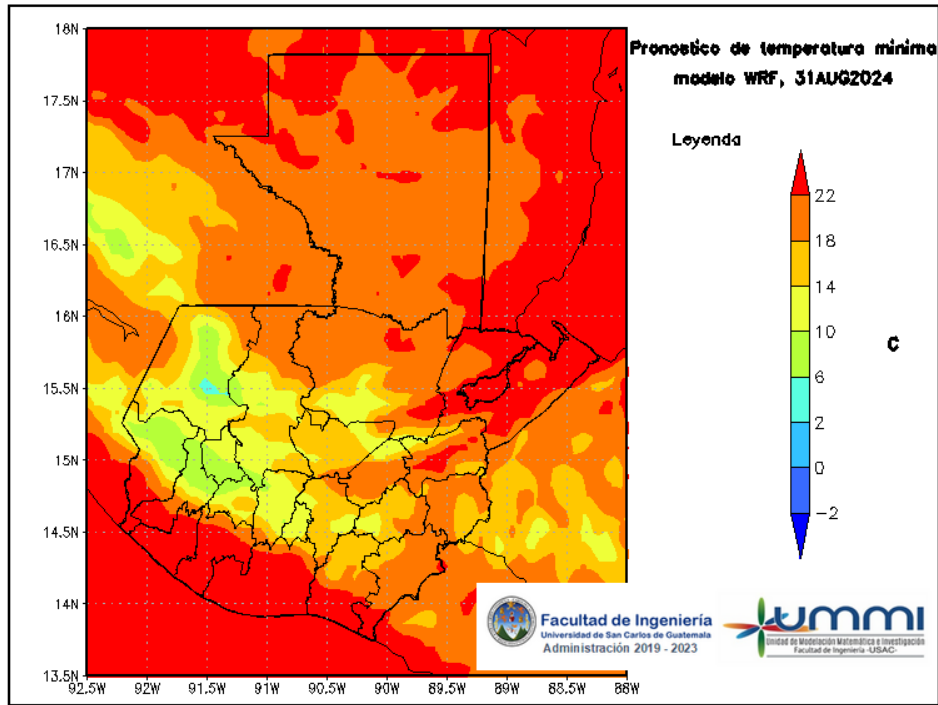 Pronostico de temperatura minima
modelo WRF, 31AUG2024
Leyenda
22
18
14
10
6
2
0
-2
C
18N
17.5N
17N
16.5N
16N
15.5N
15N
14.5N
14N
13.5N
92.5W 92W 91.5W 91W 90.5W 90W 89.5W 89W 88.5W 88W
Facultad de Ingeniería
Universidad de San Carlos de Guatemala
Administración 2019 - 2023
UMMI
Unidad de Modelación Matemática e Investigación
Facultad de Ingeniería -USAC-